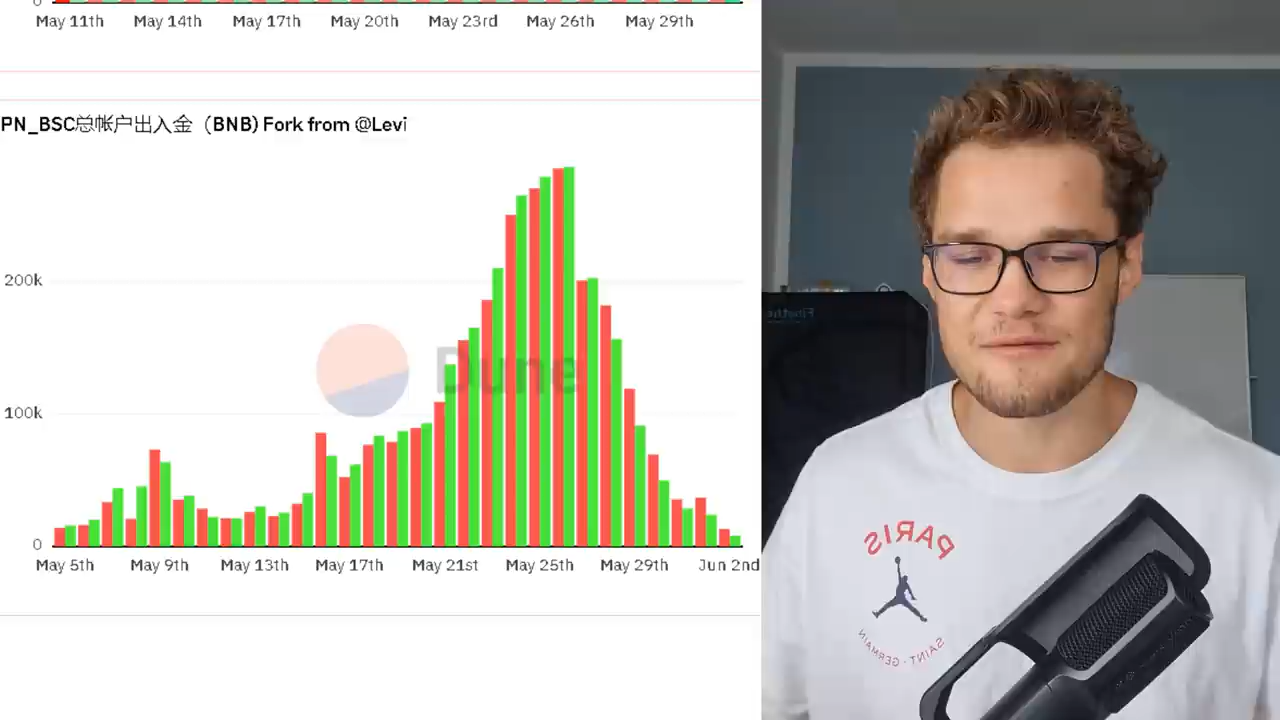 0
May 11th May 14th May 17th May 20th May 23rd May 26th May 29th
PN_BSC总帐户出入金（BNB) Fork from @Levi
200k
Dune
100k
0
May 5th May 9th May 13th May 17th May 21st May 25th May 29th Jun 2nd
PARIS
SAINT-GERMAIN